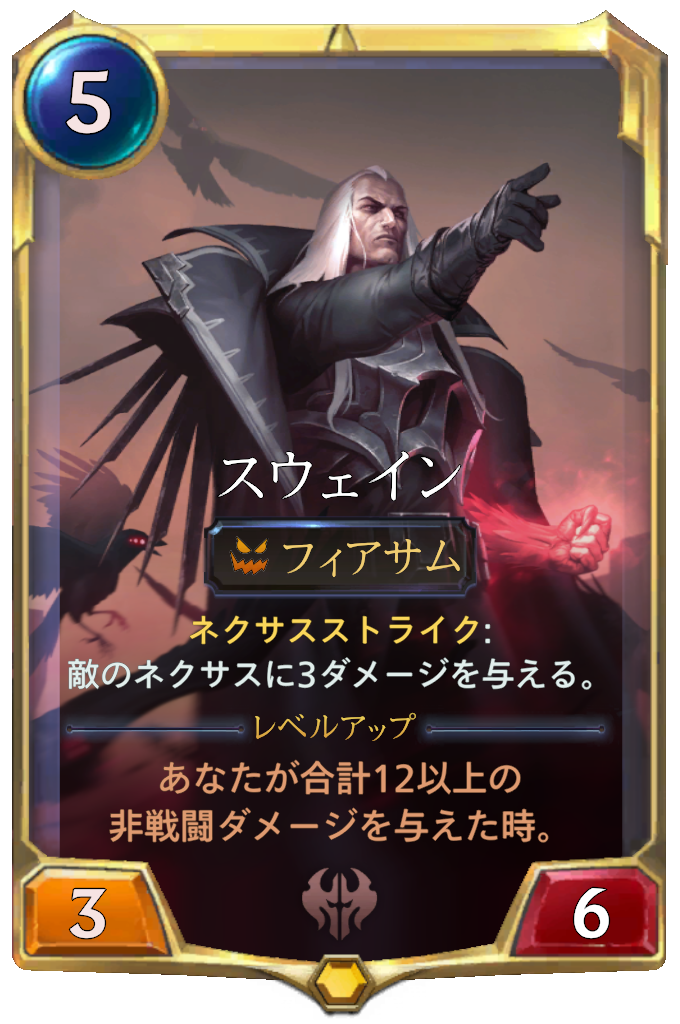 5
スウェイン
フィアサム
ネクサスストライク:
敵のネクサスに3ダメージを与える。
レベルアップ
あなたが合計12以上の
非戦闘ダメージを与えた時。
3
6